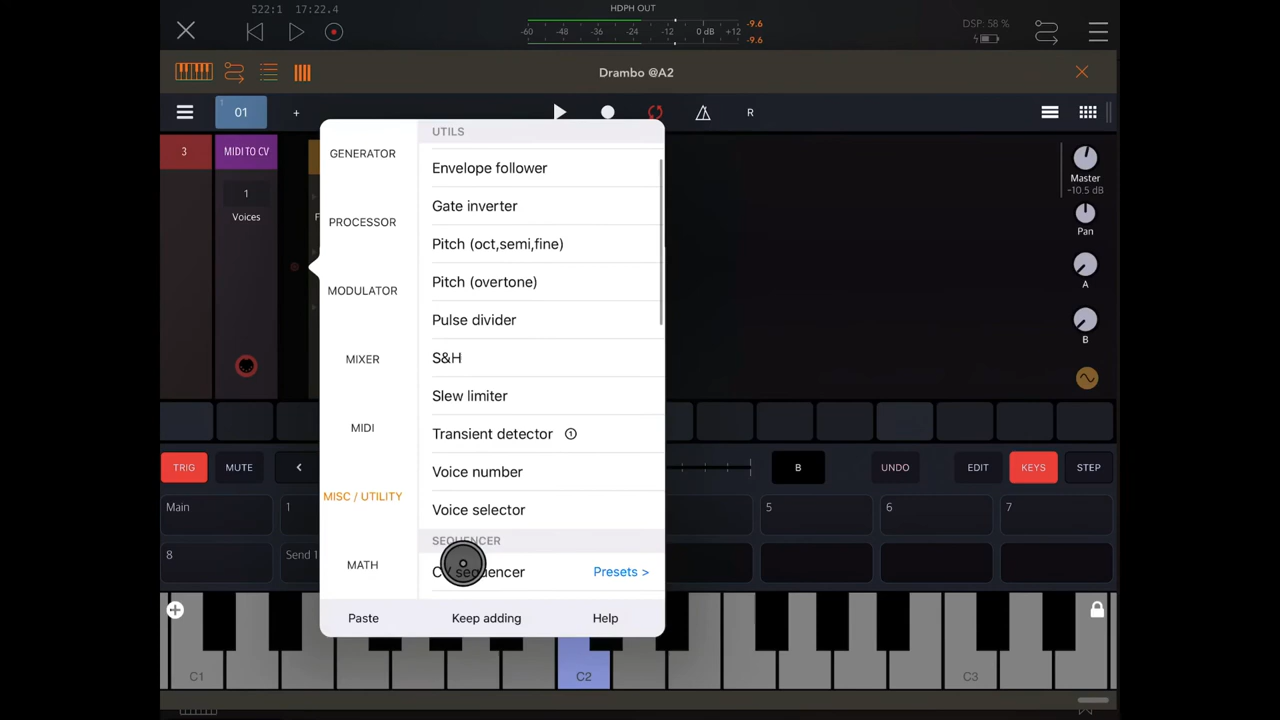 522:1 17:22.4
HDPH OUT
-60 -48 -36 -24 -12 0 dB +12
-9.6
-9.6
DSP: 58 %
Drambo @A2
1
01
+
R
3
MIDI TO CV
1
Voices
F
GENERATOR
PROCESSOR
MODULATOR
MIXER
MIDI
MISC / UTILITY
MATH
UTILS
Envelope follower
Gate inverter
Pitch (oct,semi,fine)
Pitch (overtone)
Pulse divider
S&H
Slew limiter
Transient detector 1
Voice number
Voice selector
SEQUENCER
CV sequencer Presets >
Paste Keep adding Help
Master
-10.5 dB
Pan
A
B
TRIG MUTE < B UNDO EDIT KEYS STEP
Main 1 5 6 7
8 Send 1
C1 C2 C3